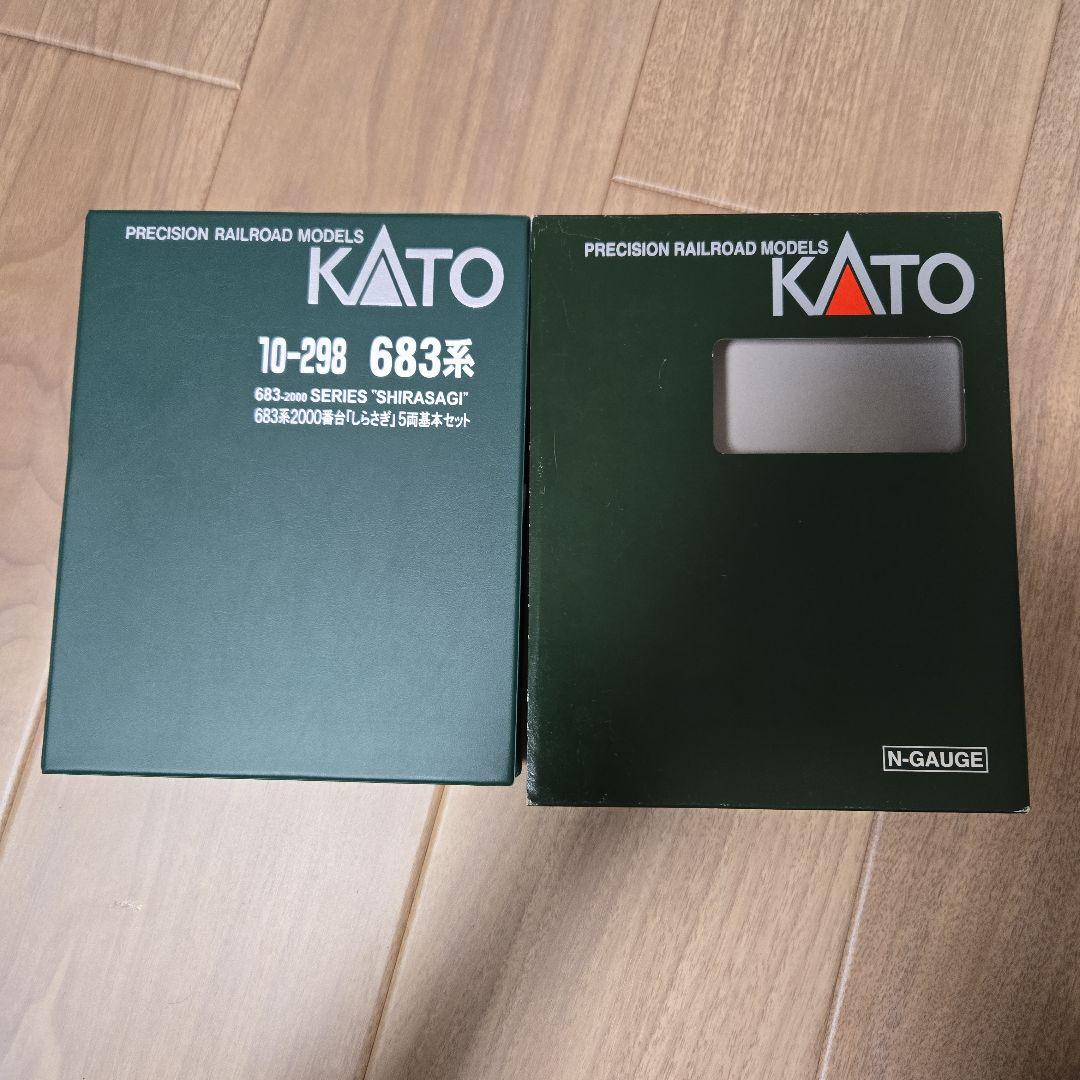 PRECISION RAILROAD MODELS
KATO
10-298 683系
683-2000 SERIES "SHIRASAGI"
683系2000番台「しらさぎ」5両基本セット
PRECISION RAILROAD MODELS
KATO
N-GAUGE